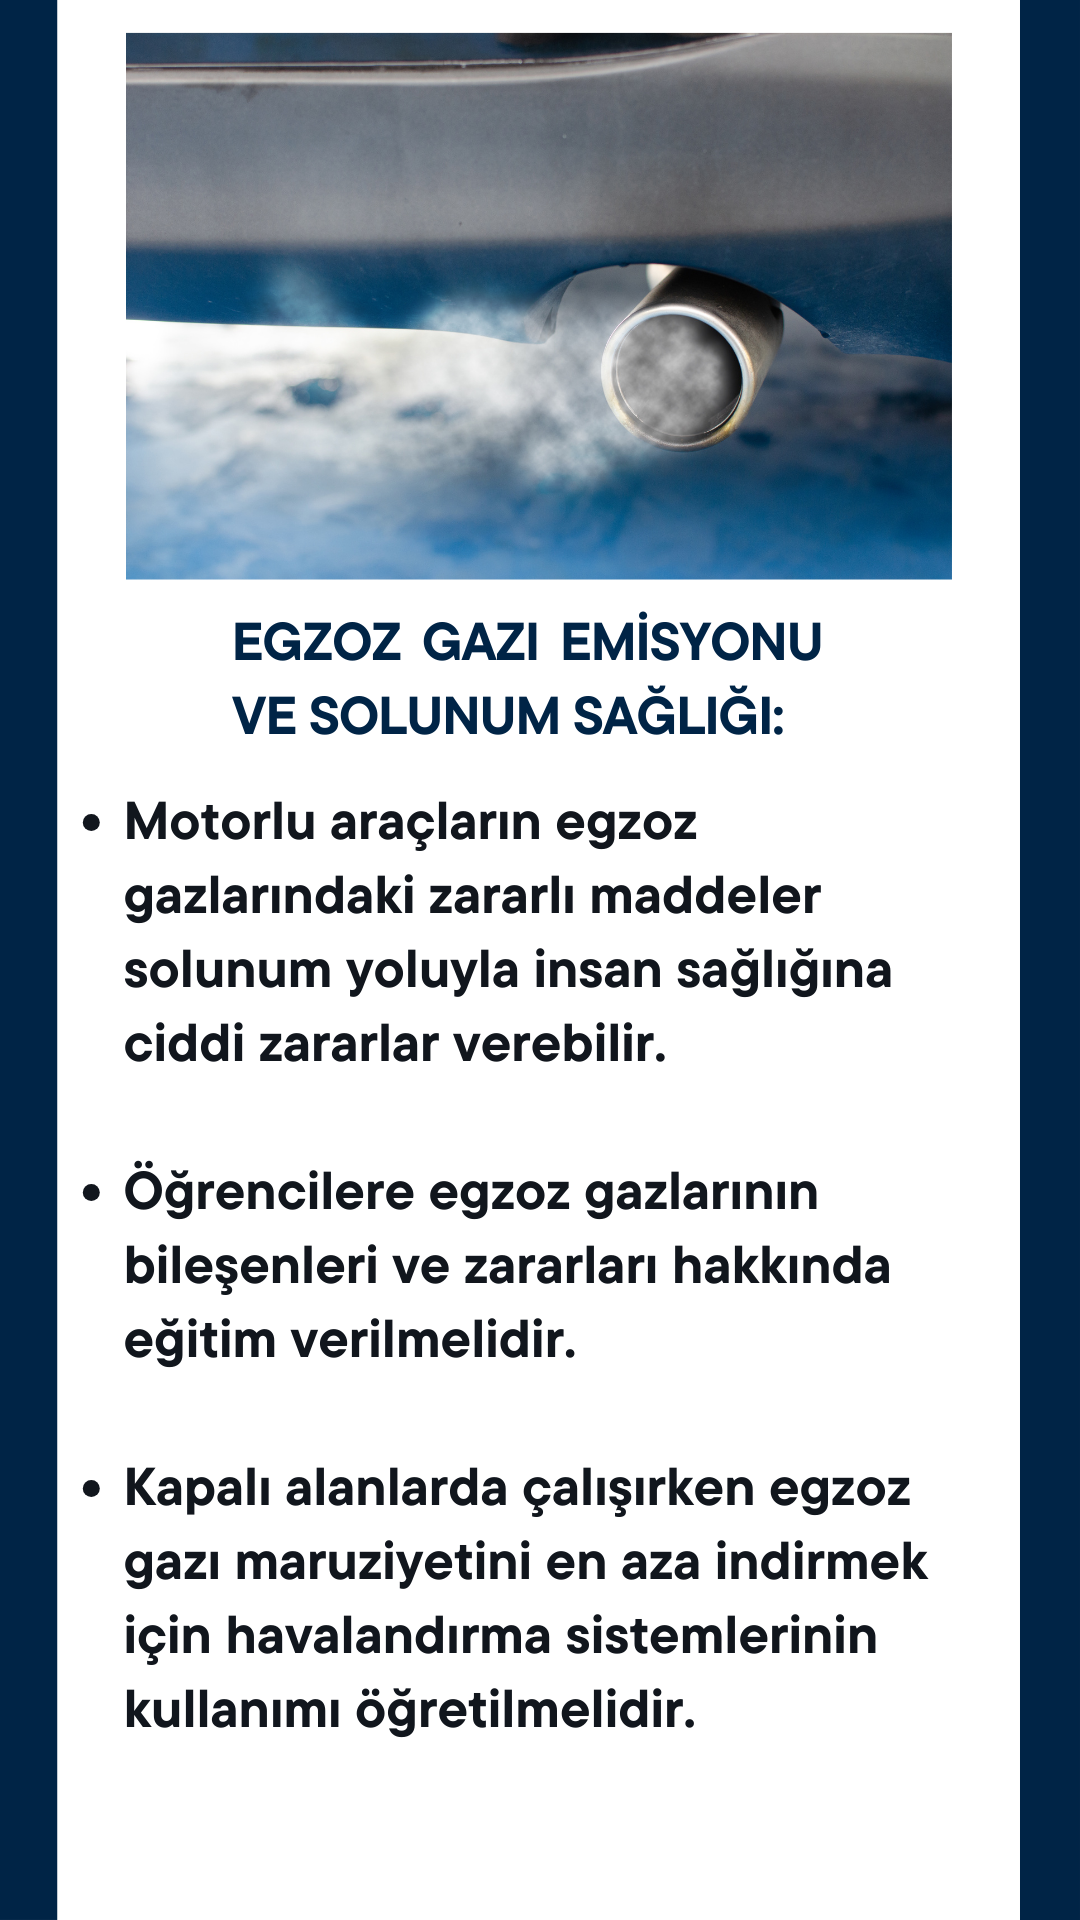 EGZOZ GAZI EMİSYONU
VE SOLUNUM SAĞLIĞI:
• Motorlu araçların egzoz
gazlarındaki zararlı maddeler
solunum yoluyla insan sağlığına
ciddi zararlar verebilir.
• Öğrencilere egzoz gazlarının
bileşenleri ve zararları hakkında
eğitim verilmelidir.
• Kapalı alanlarda çalışırken egzoz
gazı maruziyetini en aza indirmek
için havalandırma sistemlerinin
kullanımı öğretilmelidir.